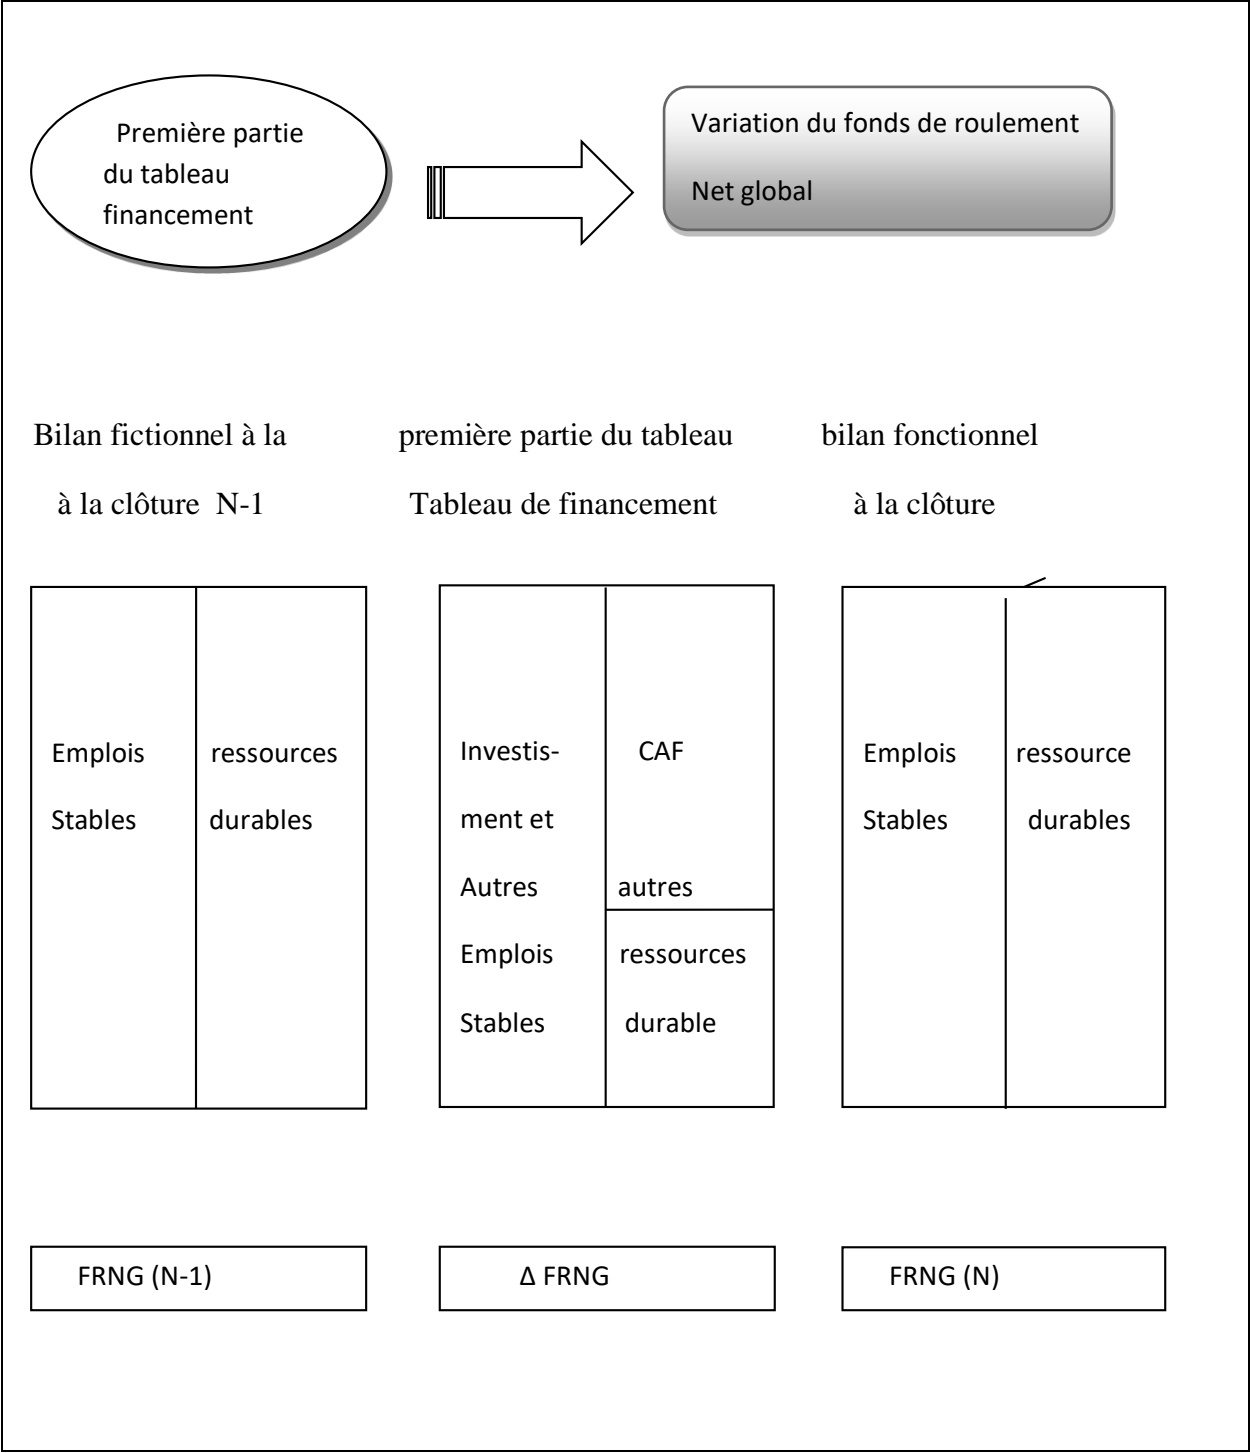 Première partie
du tableau
financement
Variation du fonds de roulement
Net global
Bilan fictionnel à la
à la clôture N-1
première partie du tableau
Tableau de financement
bilan fonctionnel
à la clôture
Emplois
Stables
ressources
durables
Investis-
ment et
Autres
Emplois
Stables
CAF
autres
ressources
durable
Emplois
Stables
ressource
durables
FRNG (N-1)
Δ FRNG
FRNG (N)